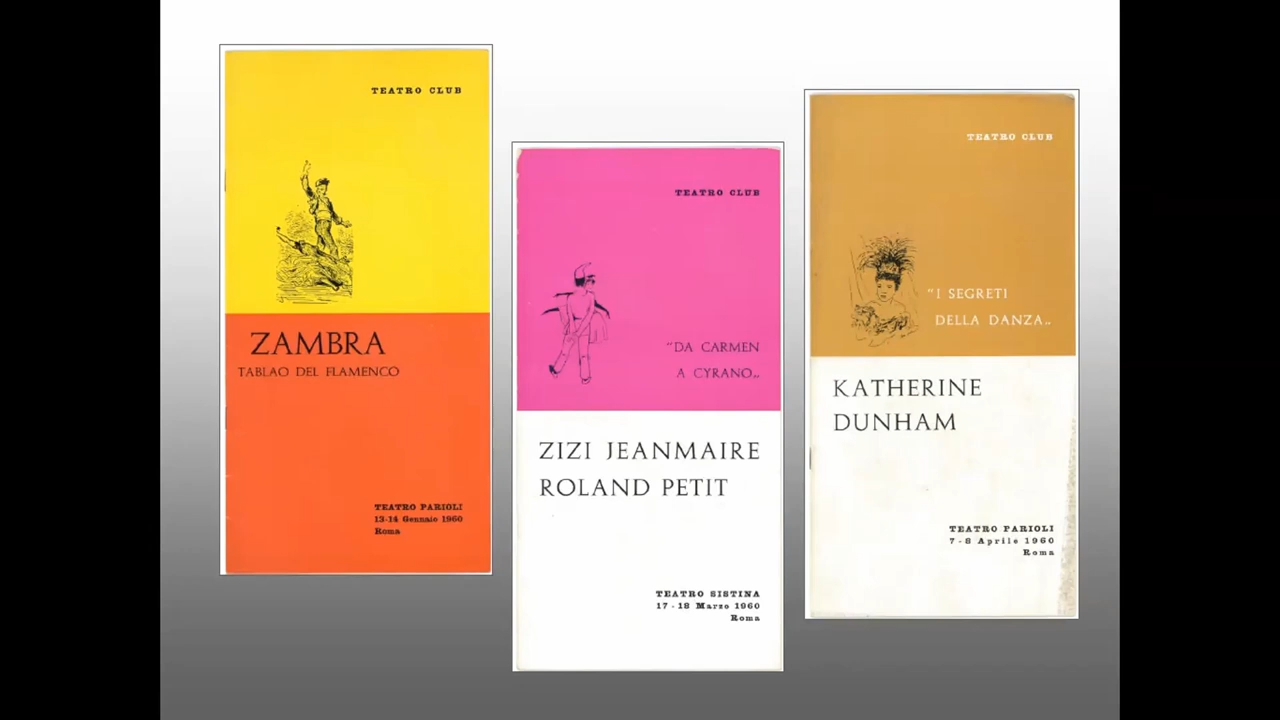 TEATRO CLUB
ZAMBRA
TABLAO DEL FLAMENCO
TEATRO PARIOLI
13-14 Gennaio 1960
Roma
TEATRO CLUB
"DA CARMEN
A CYRANO„
ZIZI JEANMAIRE
ROLAND PETIT
TEATRO SISTINA
17-18 Marzo 1960
Roma
TEATRO CLUB
"I SEGRETI
DELLA DANZA„
KATHERINE
DUNHAM
TEATRO PARIOLI
7-8 Aprile 1960
Roma